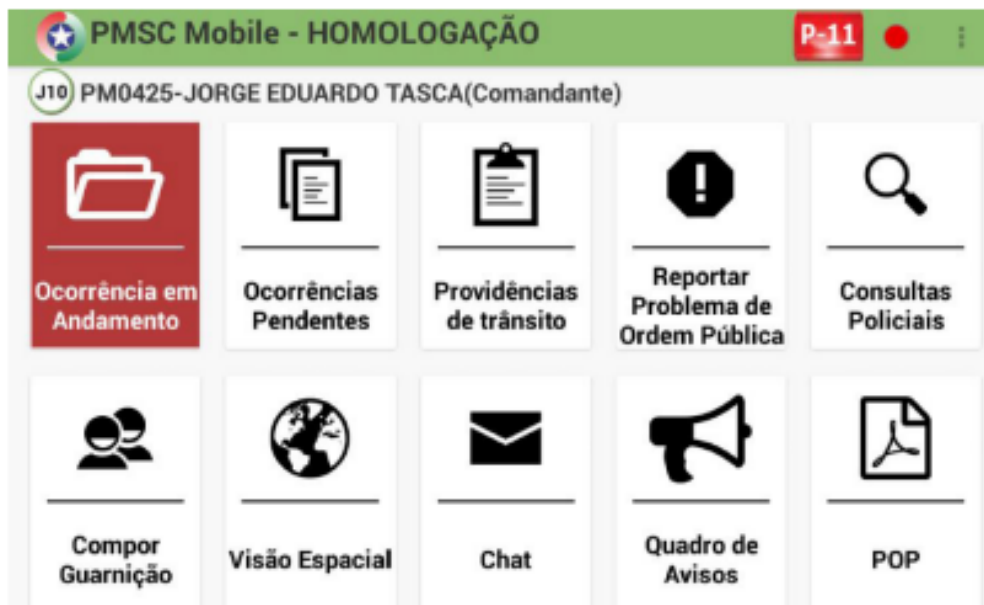 PMSC Mobile - HOMOLOGAÇÃO
P-11
J10 PM0425-JORGE EDUARDO TASCA(Comandante)
Ocorrência em
Andamento
Ocorrências
Pendentes
Providências
de trânsito
Reportar
Problema de
Ordem Pública
Consultas
Policiais
Compor
Guarnição
Visão Espacial
Chat
Quadro de
Avisos
POP